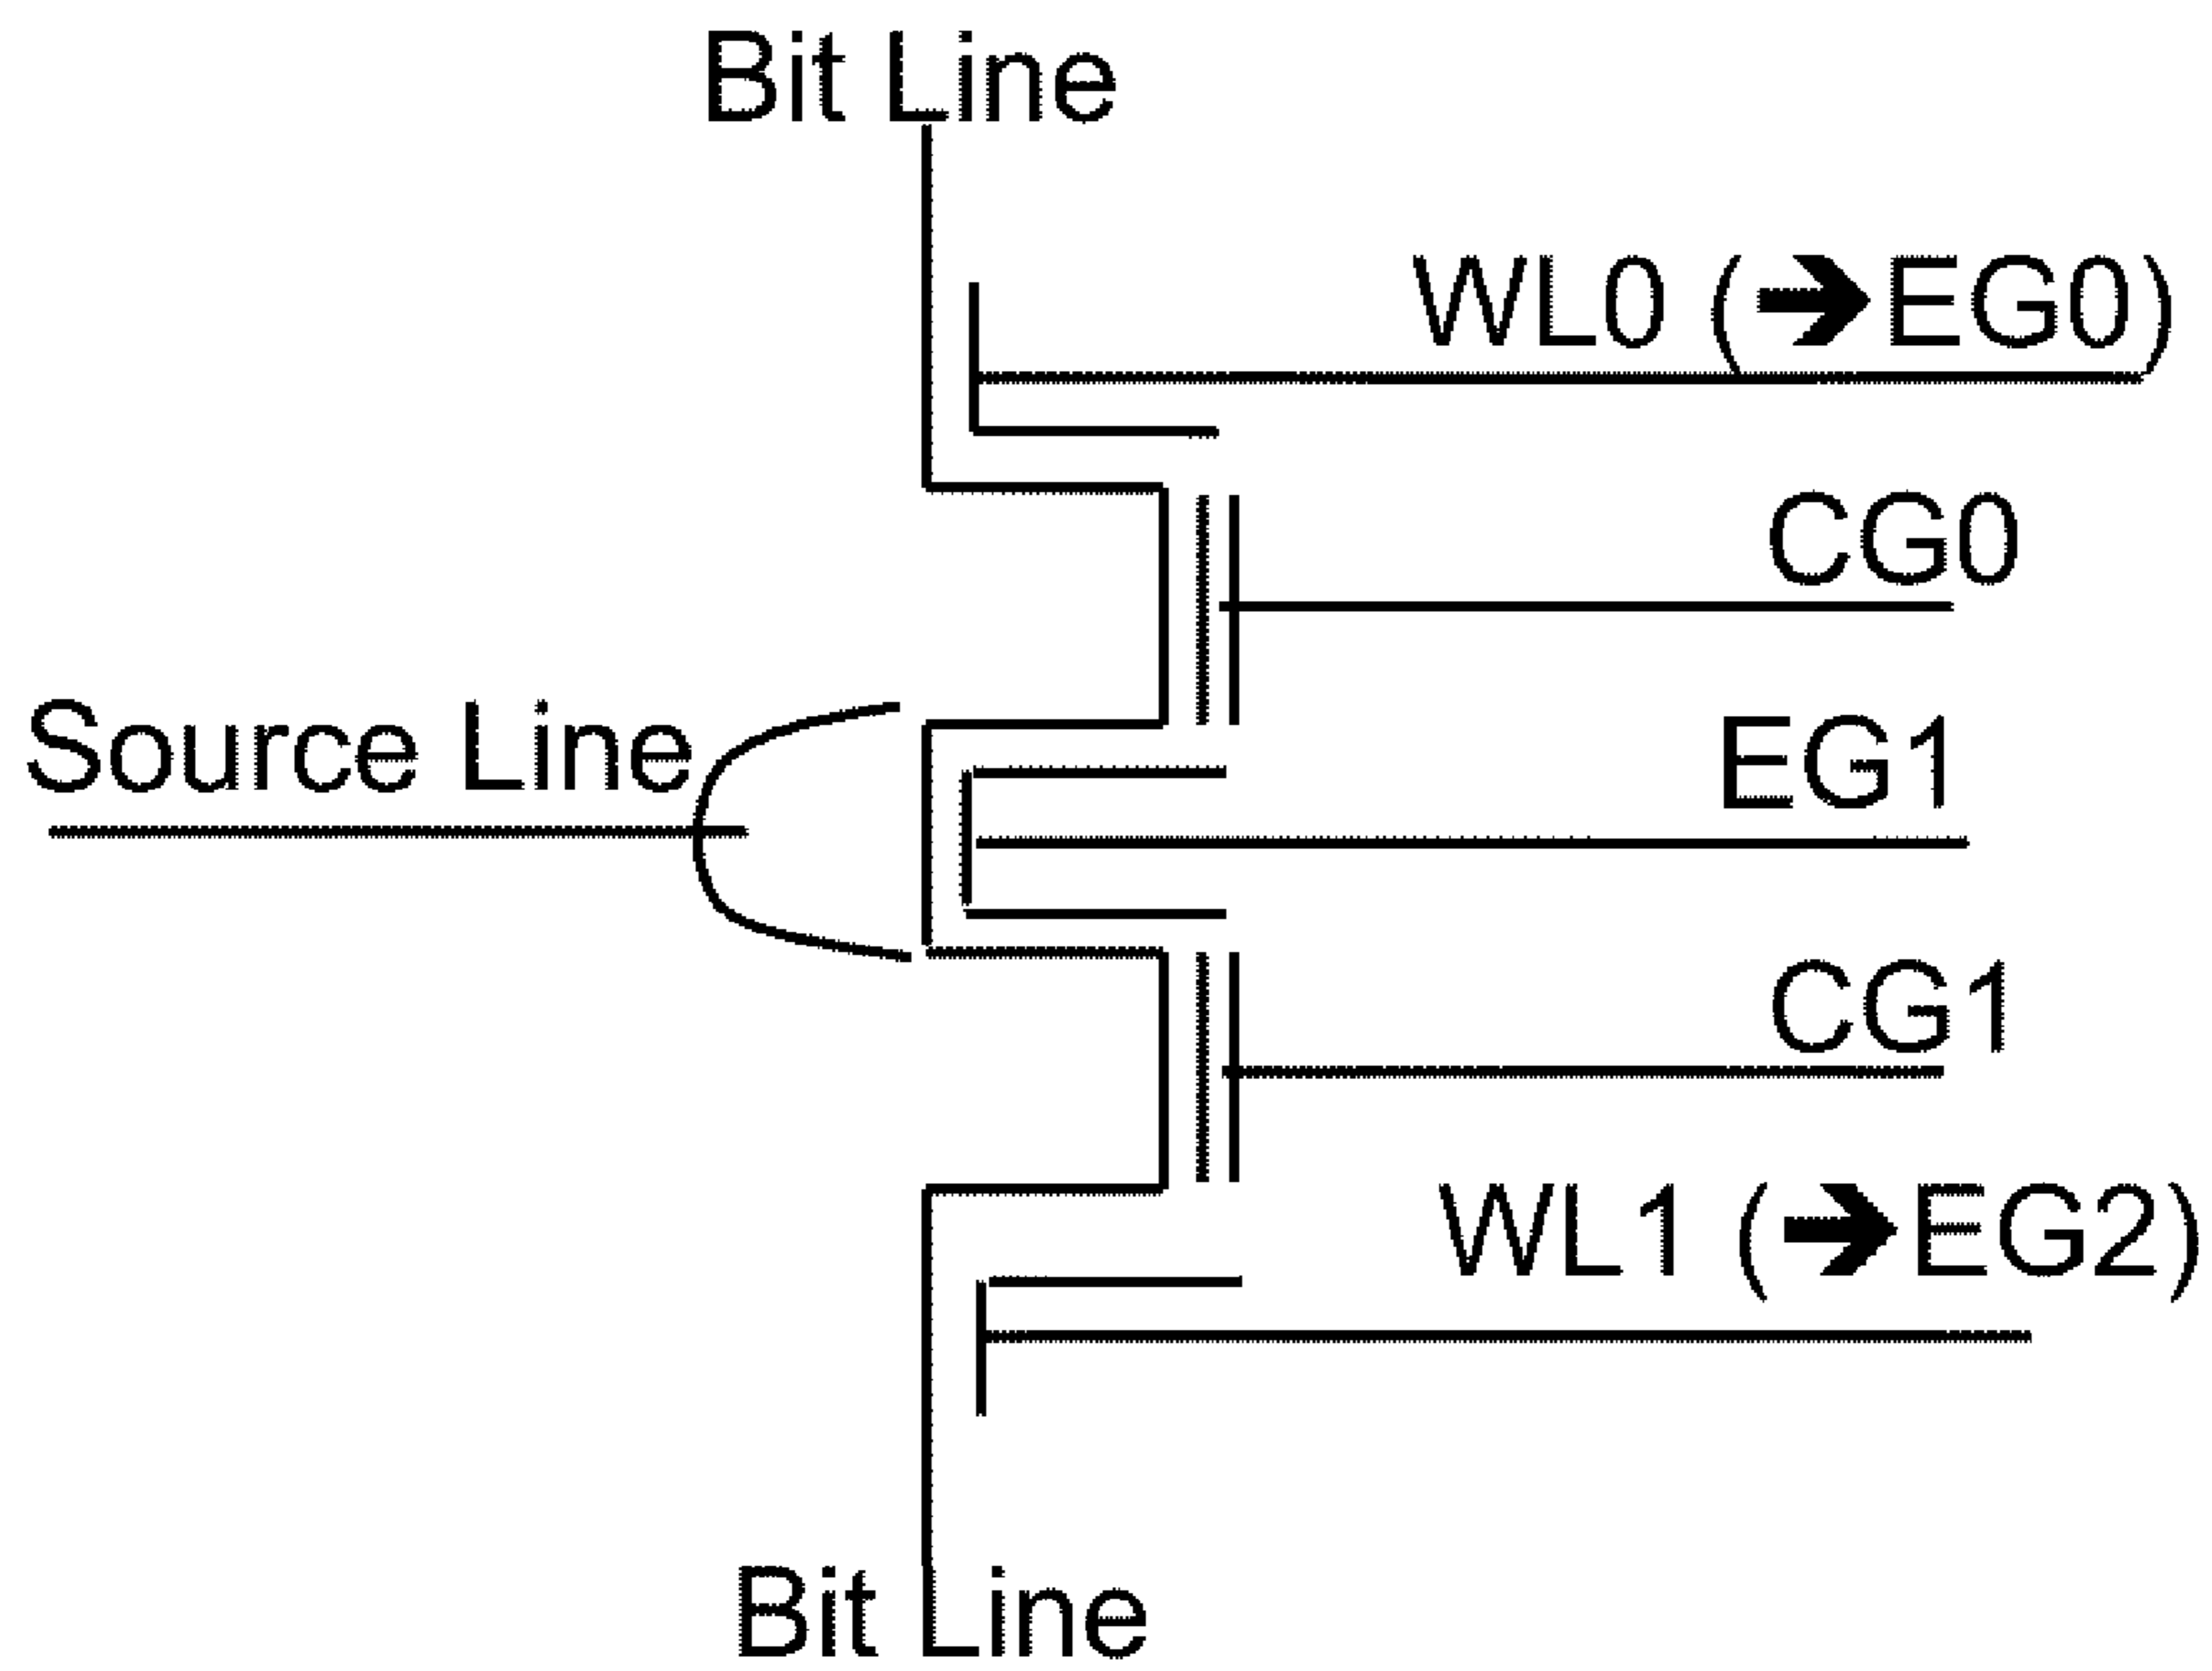 Bit Line
WL0 (➔EG0)
CG0
Source Line
EG1
CG1
WL1 (➔EG2)
Bit Line